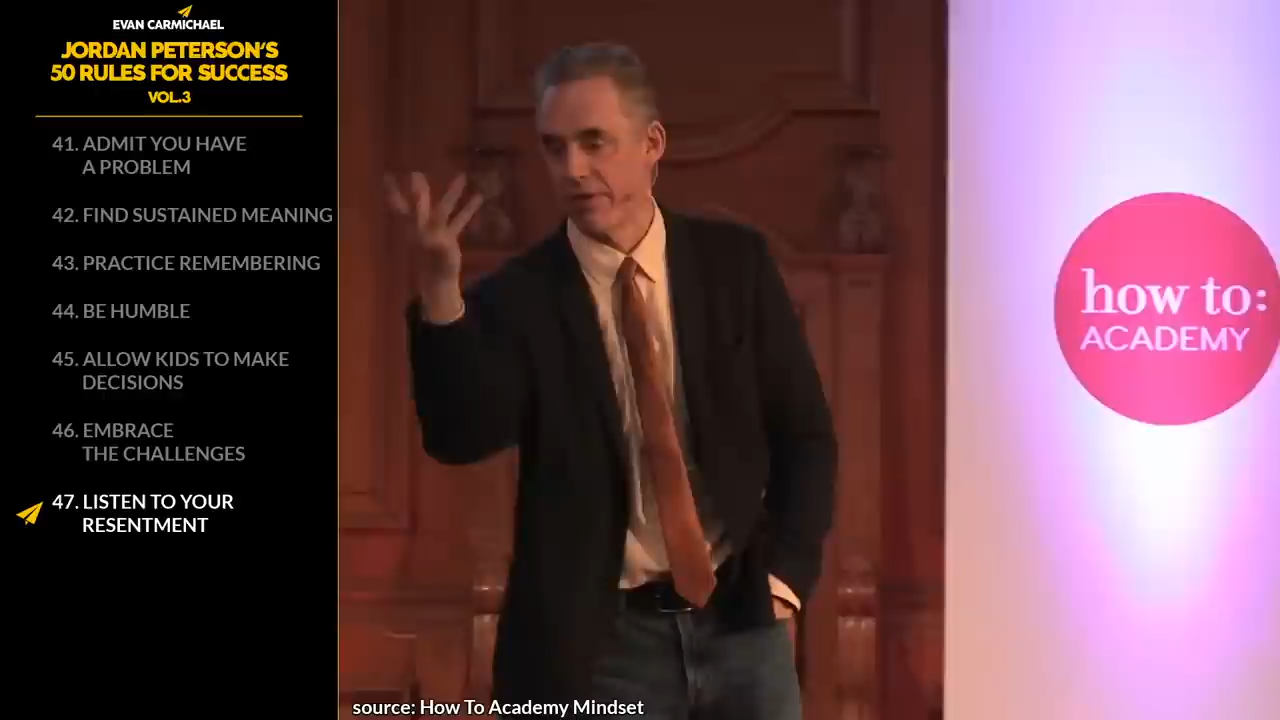 EVAN CARMICHAEL
JORDAN PETERSON'S
50 RULES FOR SUCCESS
VOL.3
41. ADMIT YOU HAVE
A PROBLEM
42. FIND SUSTAINED MEANING
43. PRACTICE REMEMBERING
44. BE HUMBLE
45. ALLOW KIDS TO MAKE
DECISIONS
46. EMBRACE
THE CHALLENGES
47. LISTEN TO YOUR
RESENTMENT
how to:
ACADEMY
source: How To Academy Mindset